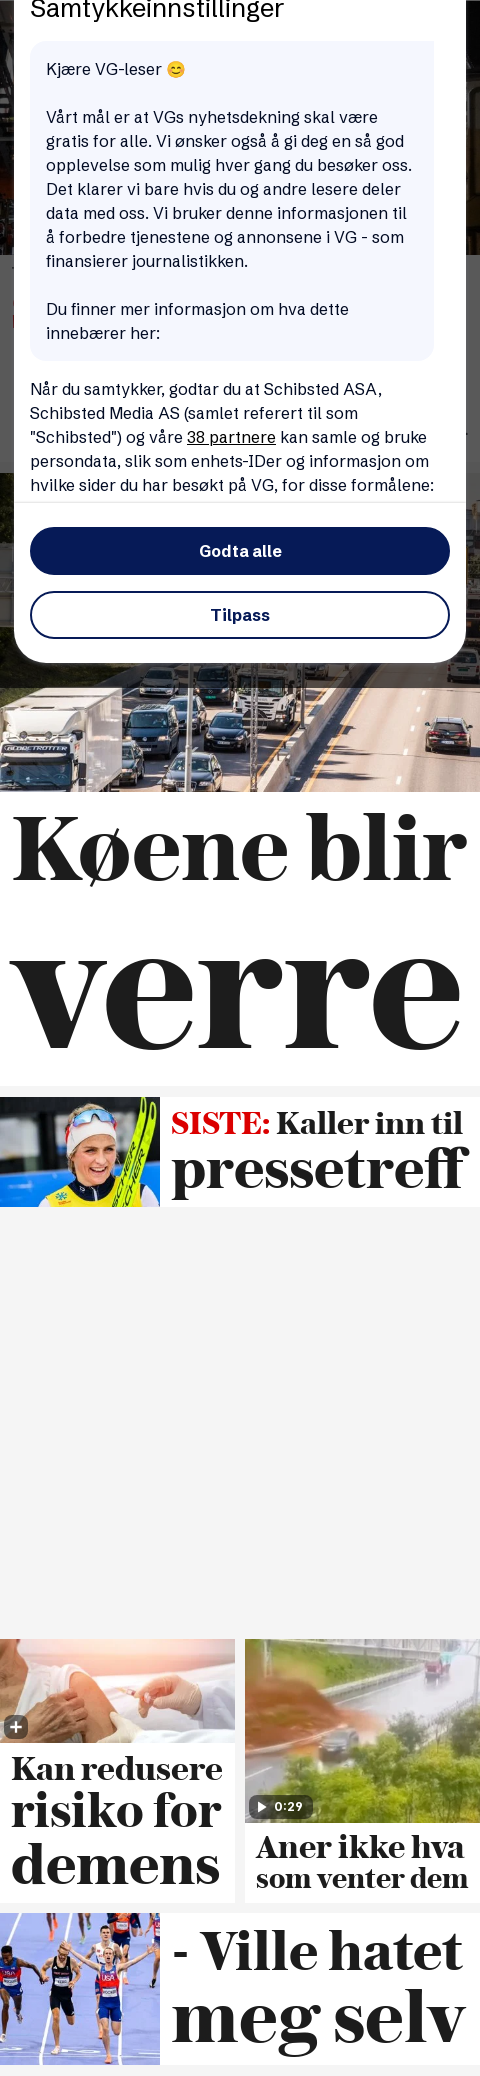 Samtykkeinnstillinger
Kjære VG-leser 😊
Vårt mål er at VGs nyhetsdekning skal være
gratis for alle. Vi ønsker også å gi deg en så god
opplevelse som mulig hver gang du besøker oss.
Det klarer vi bare hvis du og andre lesere deler
data med oss. Vi bruker denne informasjonen til
å forbedre tjenestene og annonsene i VG - som
finansierer journalistikken.
Du finner mer informasjon om hva dette
innebærer her:
Når du samtykker, godtar du at Schibsted ASA,
Schibsted Media AS (samlet referert til som
"Schibsted") og våre 38 partnere kan samle og bruke
persondata, slik som enhets-IDer og informasjon om
hvilke sider du har besøkt på VG, for disse formålene:
Godta alle
Tilpass
GLOBETROTTER
Køene blir
verre
FISCHER
SISTE: Kaller inn til
pressetreff
Kan redusere
risiko for
demens
0:29
Aner ikke hva
som venter dem
USA
- Ville hatet
meg selv